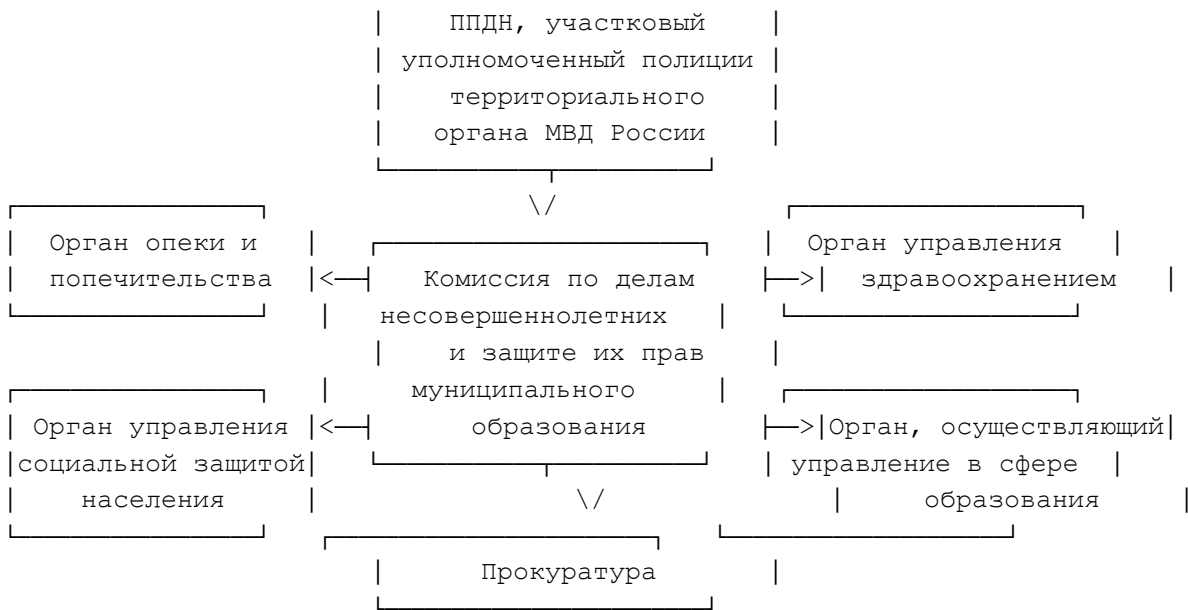 ППДН, участковый
уполномоченный полиции
территориального
органа МВД России
Орган опеки и
попечительства
Орган управления
здравоохранением
Комиссия по делам
несовершеннолетних
и защите их прав
муниципального
образования
Орган управления
социальной защитой
населения
Орган, осуществляющий
управление в сфере
образования
Прокуратура